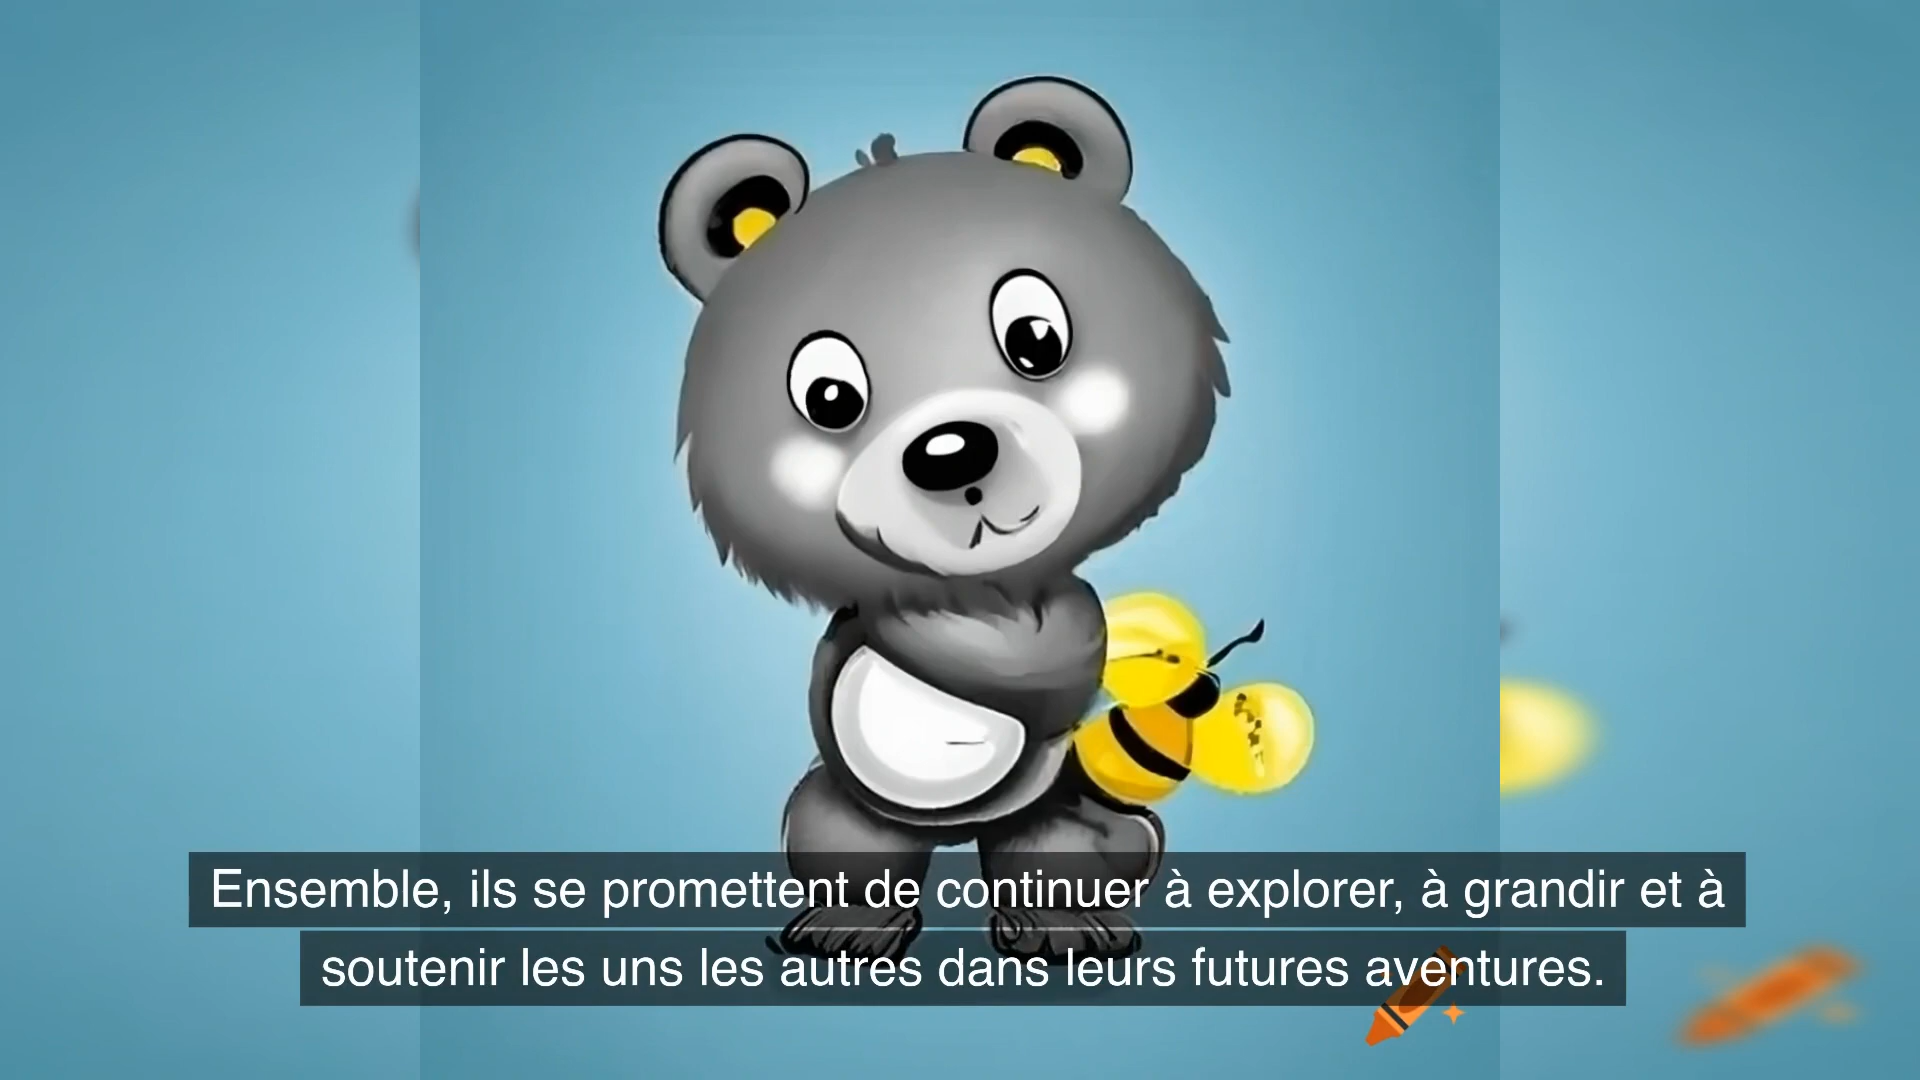 Ensemble, ils se promettent de continuer à explorer, à grandir et à
soutenir les uns les autres dans leurs futures aventures.